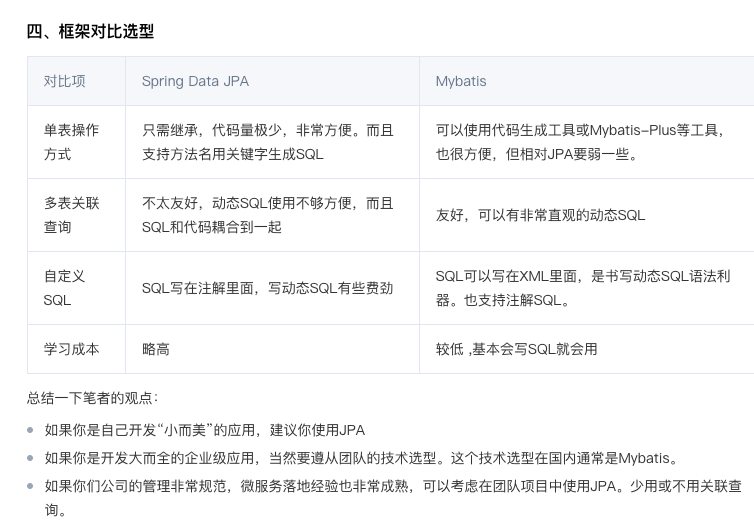 四、框架对比选型
对比项
Spring Data JPA
Mybatis
单表操作
方式
只需继承，代码量极少，非常方便。而且
支持方法名用关键字生成SQL
可以使用代码生成工具或Mybatis-Plus等工具，
也很方便，但相对JPA要弱一些。
多表关联
查询
不太友好，动态SQL使用不够方便，而且
SQL和代码耦合到一起
友好，可以有非常直观的动态SQL
自定义
SQL
SQL写在注解里面，写动态SQL有些费劲
SQL可以写在XML里面，是书写动态SQL语法利
器。也支持注解SQL。
学习成本
略高
较低 ,基本会写SQL就会用
总结一下笔者的观点：
如果你是自己开发“小而美”的应用，建议你使用JPA
如果你是开发大而全的企业级应用，当然要遵从团队的技术选型。这个技术选型在国内通常是Mybatis。
如果你们公司的管理非常规范，微服务落地经验也非常成熟，可以考虑在团队项目中使用JPA。少用或不用关联查
询。